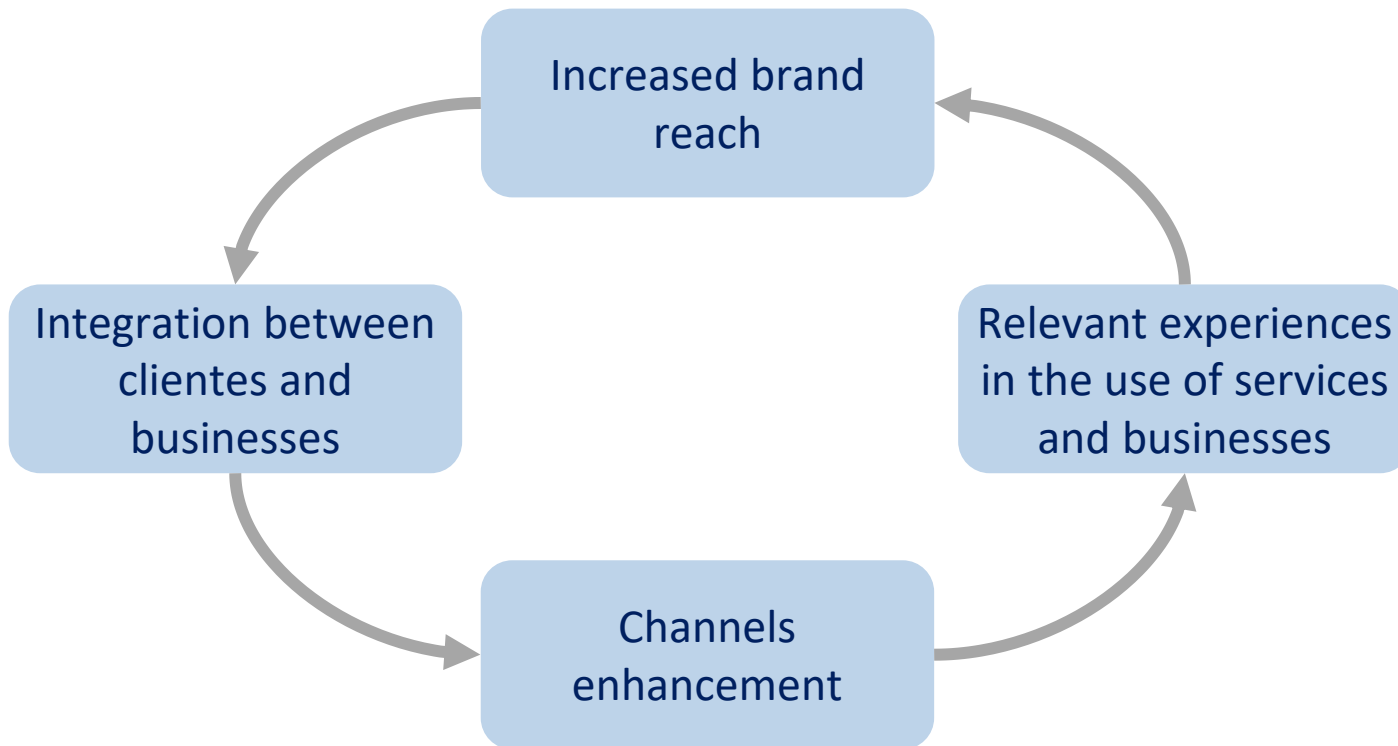 Increased brand
reach
Integration between
clientes and
businesses
Relevant experiences
in the use of services
and businesses
Channels
enhancement